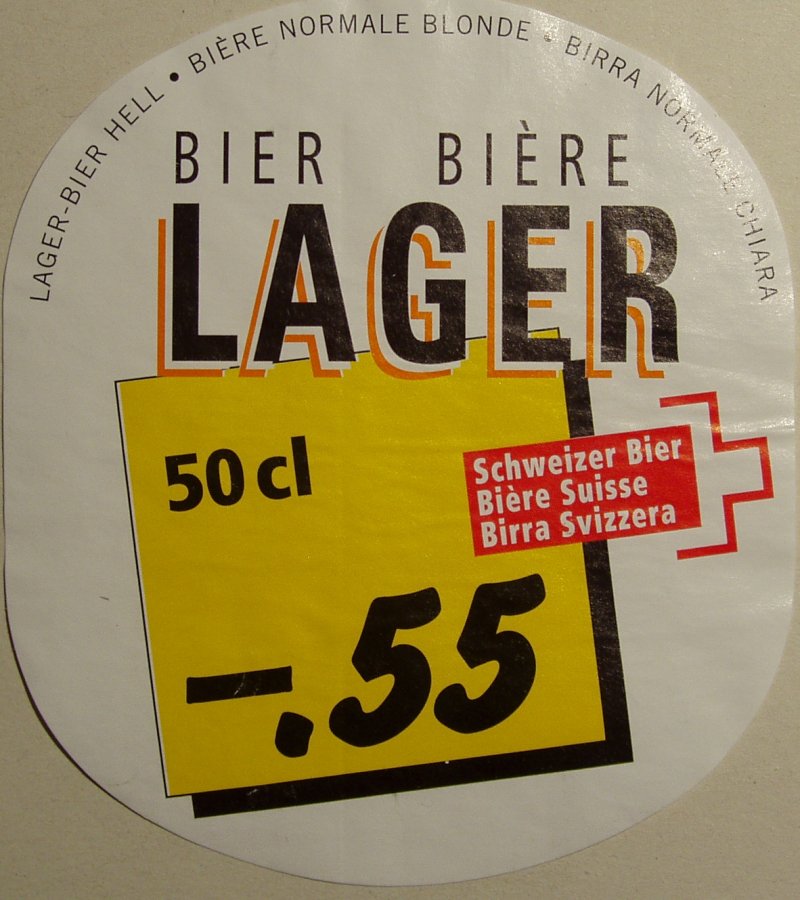 LAGER-BIER HELL • BIÈRE NORMALE BLONDE • BIRRA NORMALE CHIARA
BIER BIÈRE
LAGER
50 cl
Schweizer Bier
Bière Suisse
Birra Svizzera
–.55